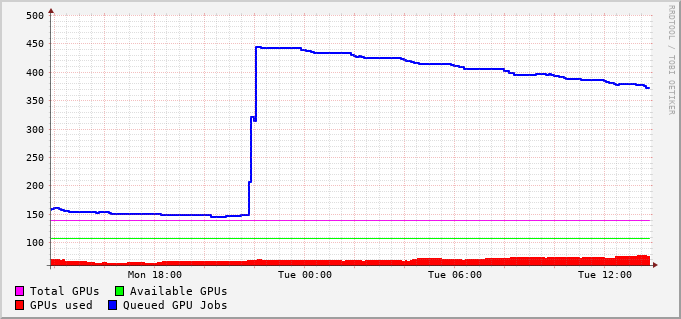 500
450
400
350
300
250
200
150
100
Mon 18:00 Tue 00:00 Tue 06:00 Tue 12:00
Total GPUs Available GPUs
GPUs used Queued GPU Jobs
RRDTOOL / TOBI OETIKER